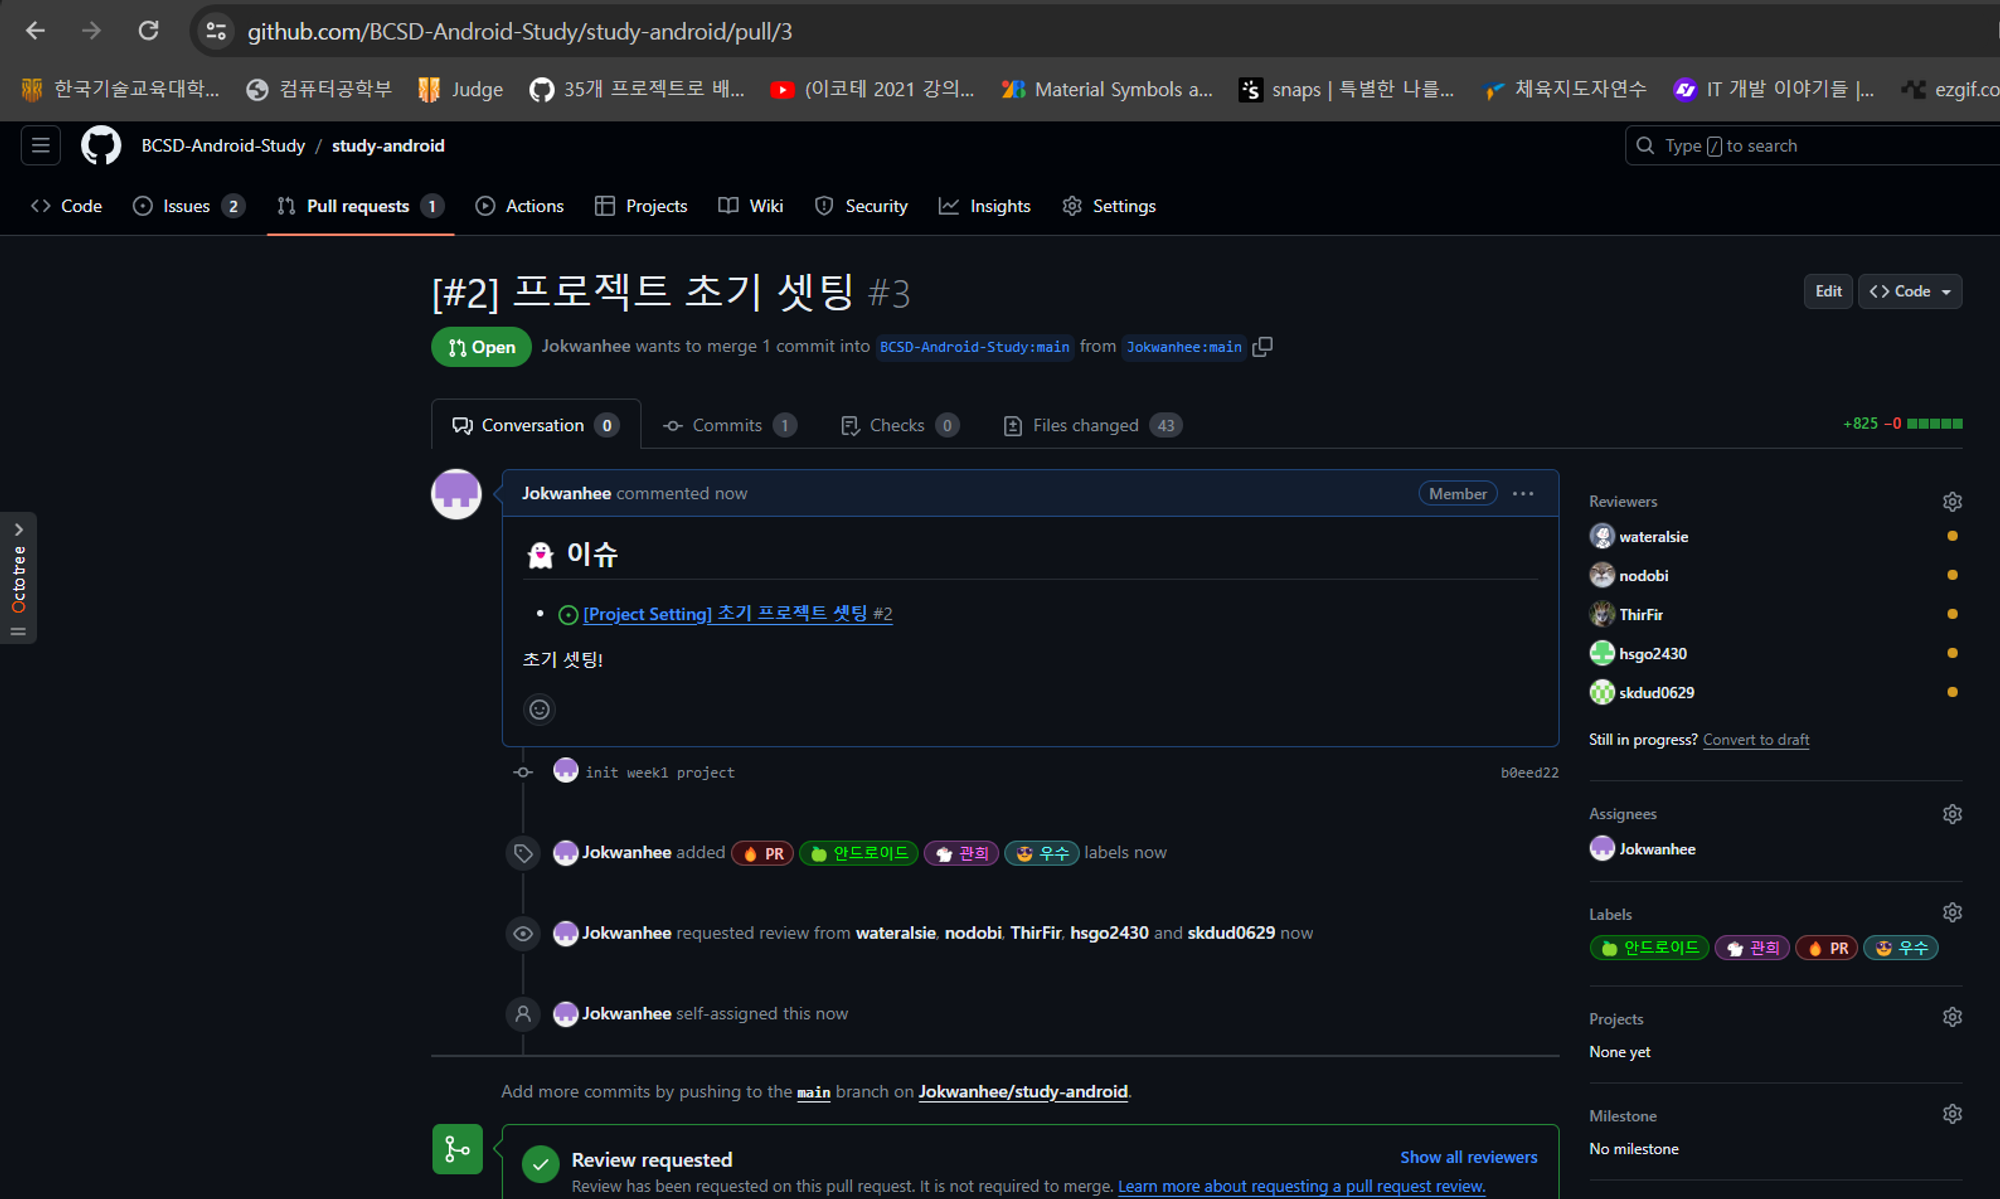 github.com/BCSD-Android-Study/study-android/pull/3
한국기술교육대학... 컴퓨터공학부 Judge 35개 프로젝트로 배... (이코테 2021 강의... Material Symbols a... snaps | 특별한 나를... 체육지도자연수 IT 개발 이야기들 |... ezgif.co
BCSD-Android-Study / study-android Type / to search
Code Issues 2 Pull requests 1 Actions Projects Wiki Security Insights Settings
[#2] 프로젝트 초기 셋팅 #3 Edit <> Code
Open Jokwanhee wants to merge 1 commit into BCSD-Android-Study:main from Jokwanhee:main
Conversation 0 Commits 1 Checks 0 Files changed 43 +825 −0
Jokwanhee commented now Member ...
이슈
• [Project Setting] 초기 프로젝트 셋팅 #2
초기 셋팅!
init week1 project b0eed22
Jokwanhee added PR 안드로이드 관희 우수 labels now
Jokwanhee requested review from wateralsie, nodobi, ThirFir, hsgo2430 and skdud0629 now
Jokwanhee self-assigned this now
Add more commits by pushing to the main branch on Jokwanhee/study-android.
Review requested Show all reviewers
Review has been requested on this pull request. It is not required to merge. Learn more about requesting a pull request review.
Reviewers
wateralsie
nodobi
ThirFir
hsgo2430
skdud0629
Still in progress? Convert to draft
Assignees
Jokwanhee
Labels
안드로이드 관희 PR 우수
Projects
None yet
Milestone
No milestone
Octotree